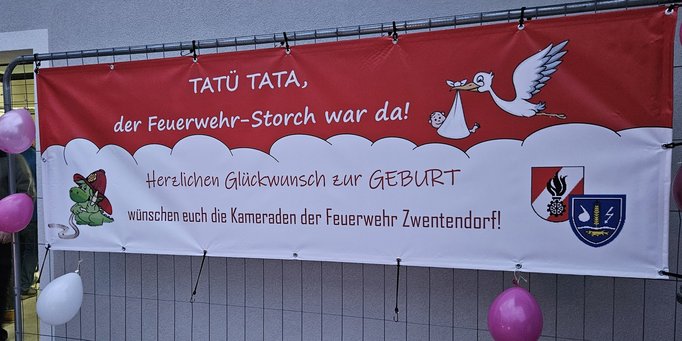 TATÜ TATA,
der Feuerwehr-Storch war da!
Herzlichen Glückwunsch zur GEBURT
wünschen euch die Kameraden der Feuerwehr Zwentendorf!